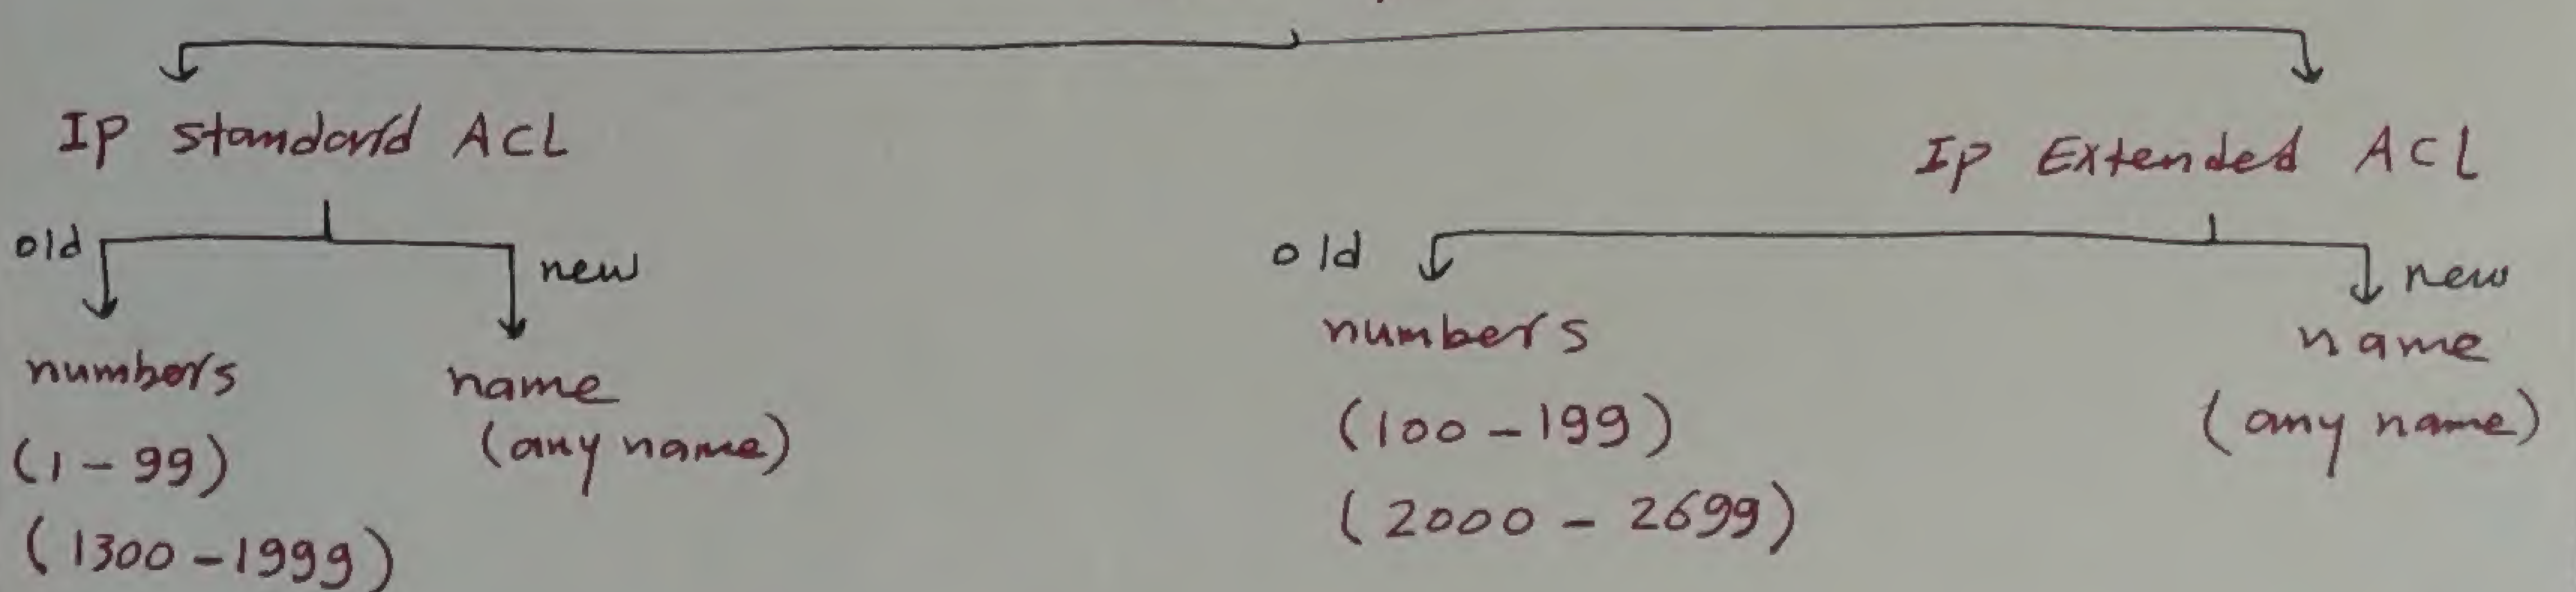 Ip standard ACL
Ip Extended ACL
old
new
old
new
numbers
name
numbers
name
(1-99)
(any name)
(100-199)
(any name)
(1300-1999)
(2000-2699)